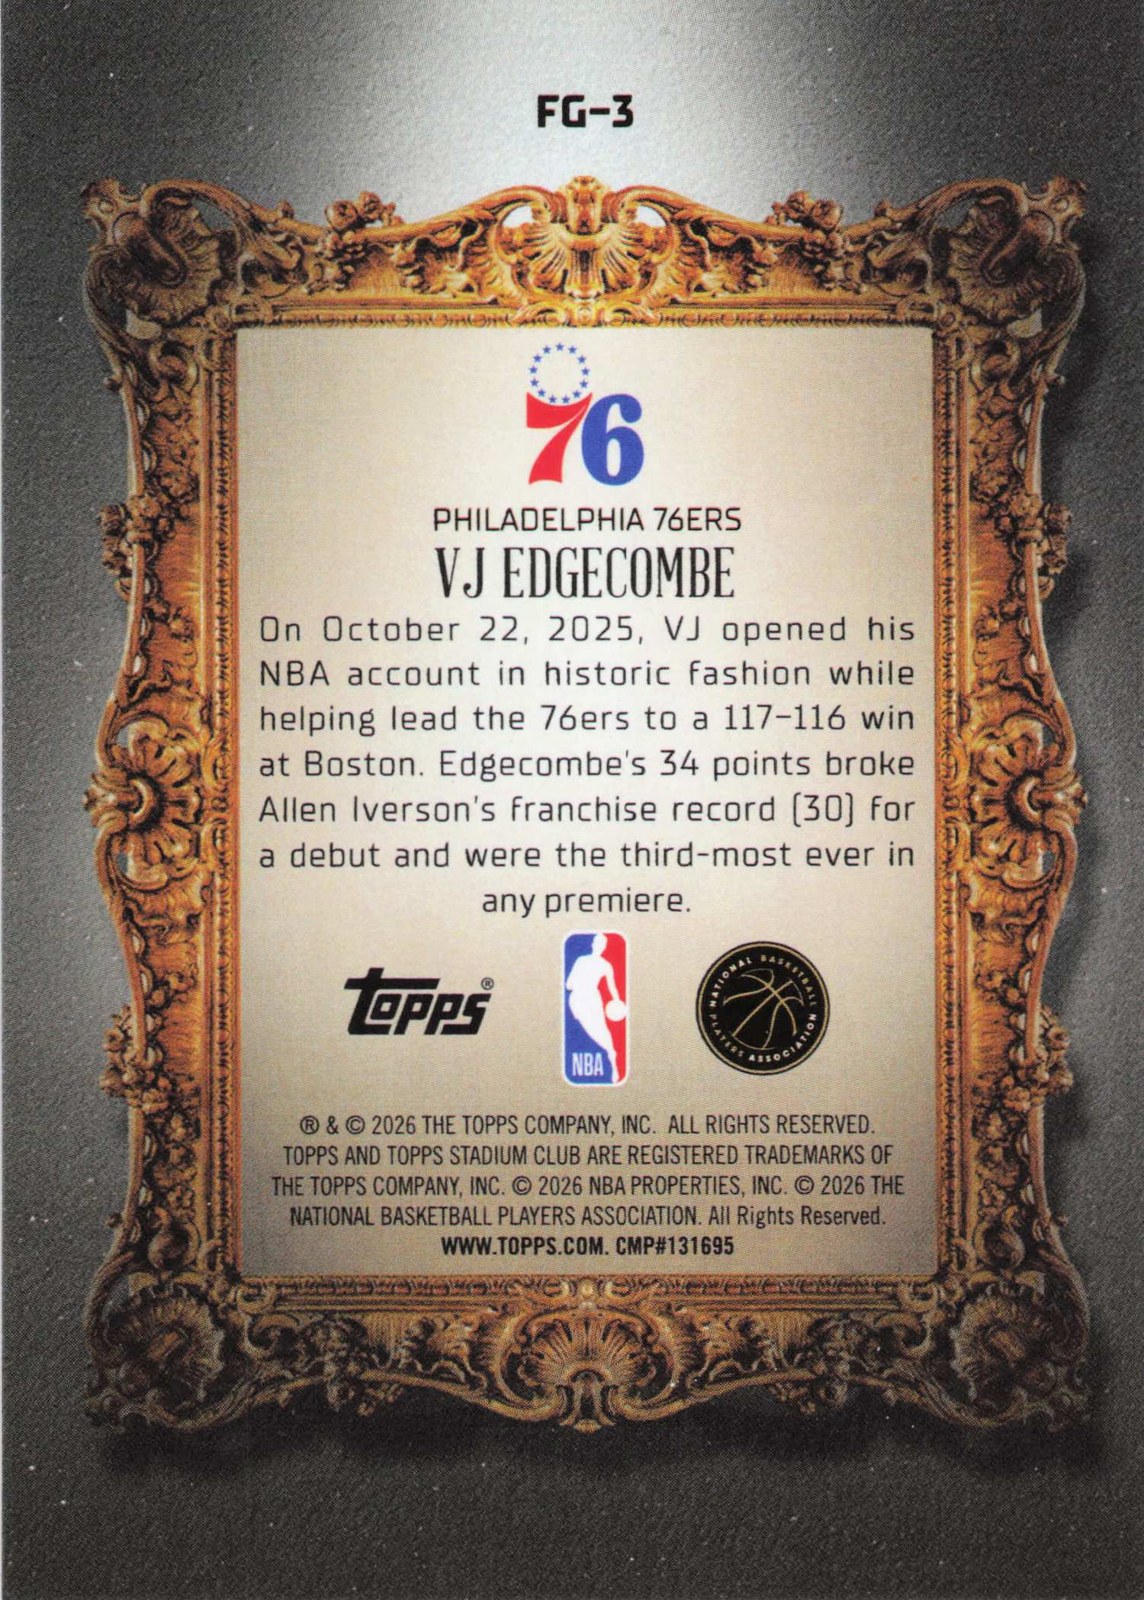 FG-3
76
PHILADELPHIA 76ERS
VJ EDGECOMBE
On October 22, 2025, VJ opened his
NBA account in historic fashion while
helping lead the 76ers to a 117-116 win
at Boston. Edgecombe's 34 points broke
Allen Iverson's franchise record (30) for
a debut and were the third-most ever in
any premiere.
topps®
NBA
NATIONAL BASKETBALL PLAYERS ASSOCIATION
® & © 2026 THE TOPPS COMPANY, INC. ALL RIGHTS RESERVED.
TOPPS AND TOPPS STADIUM CLUB ARE REGISTERED TRADEMARKS OF
THE TOPPS COMPANY, INC. © 2026 NBA PROPERTIES, INC. © 2026 THE
NATIONAL BASKETBALL PLAYERS ASSOCIATION. All Rights Reserved.
WWW.TOPPS.COM. CMP#131695